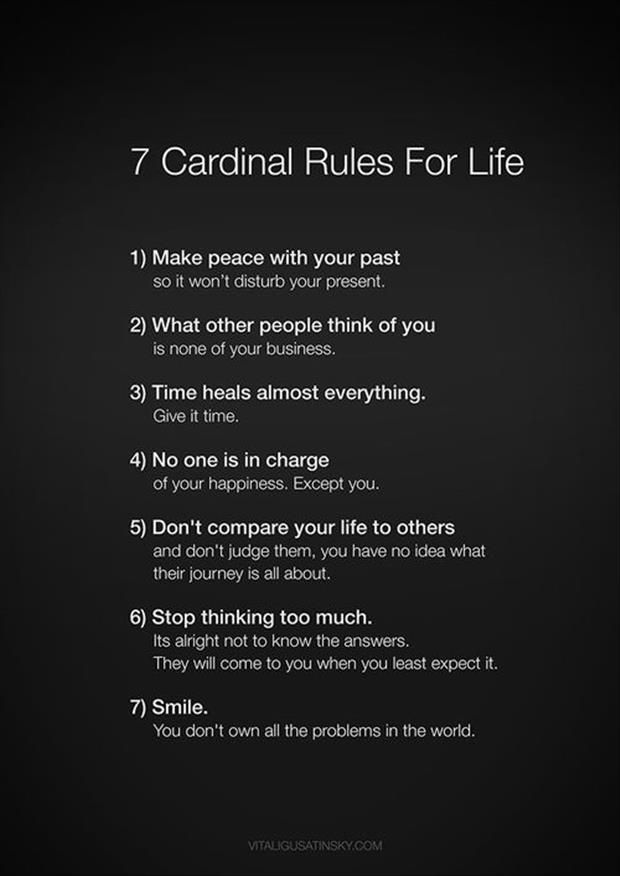 7 Cardinal Rules For Life
1) Make peace with your past
so it won’t disturb your present.
2) What other people think of you
is none of your business.
3) Time heals almost everything.
Give it time.
4) No one is in charge
of your happiness. Except you.
5) Don't compare your life to others
and don't judge them, you have no idea what
their journey is all about.
6) Stop thinking too much.
Its alright not to know the answers.
They will come to you when you least expect it.
7) Smile.
You don't own all the problems in the world.
VITALIGUSATINSKY.COM